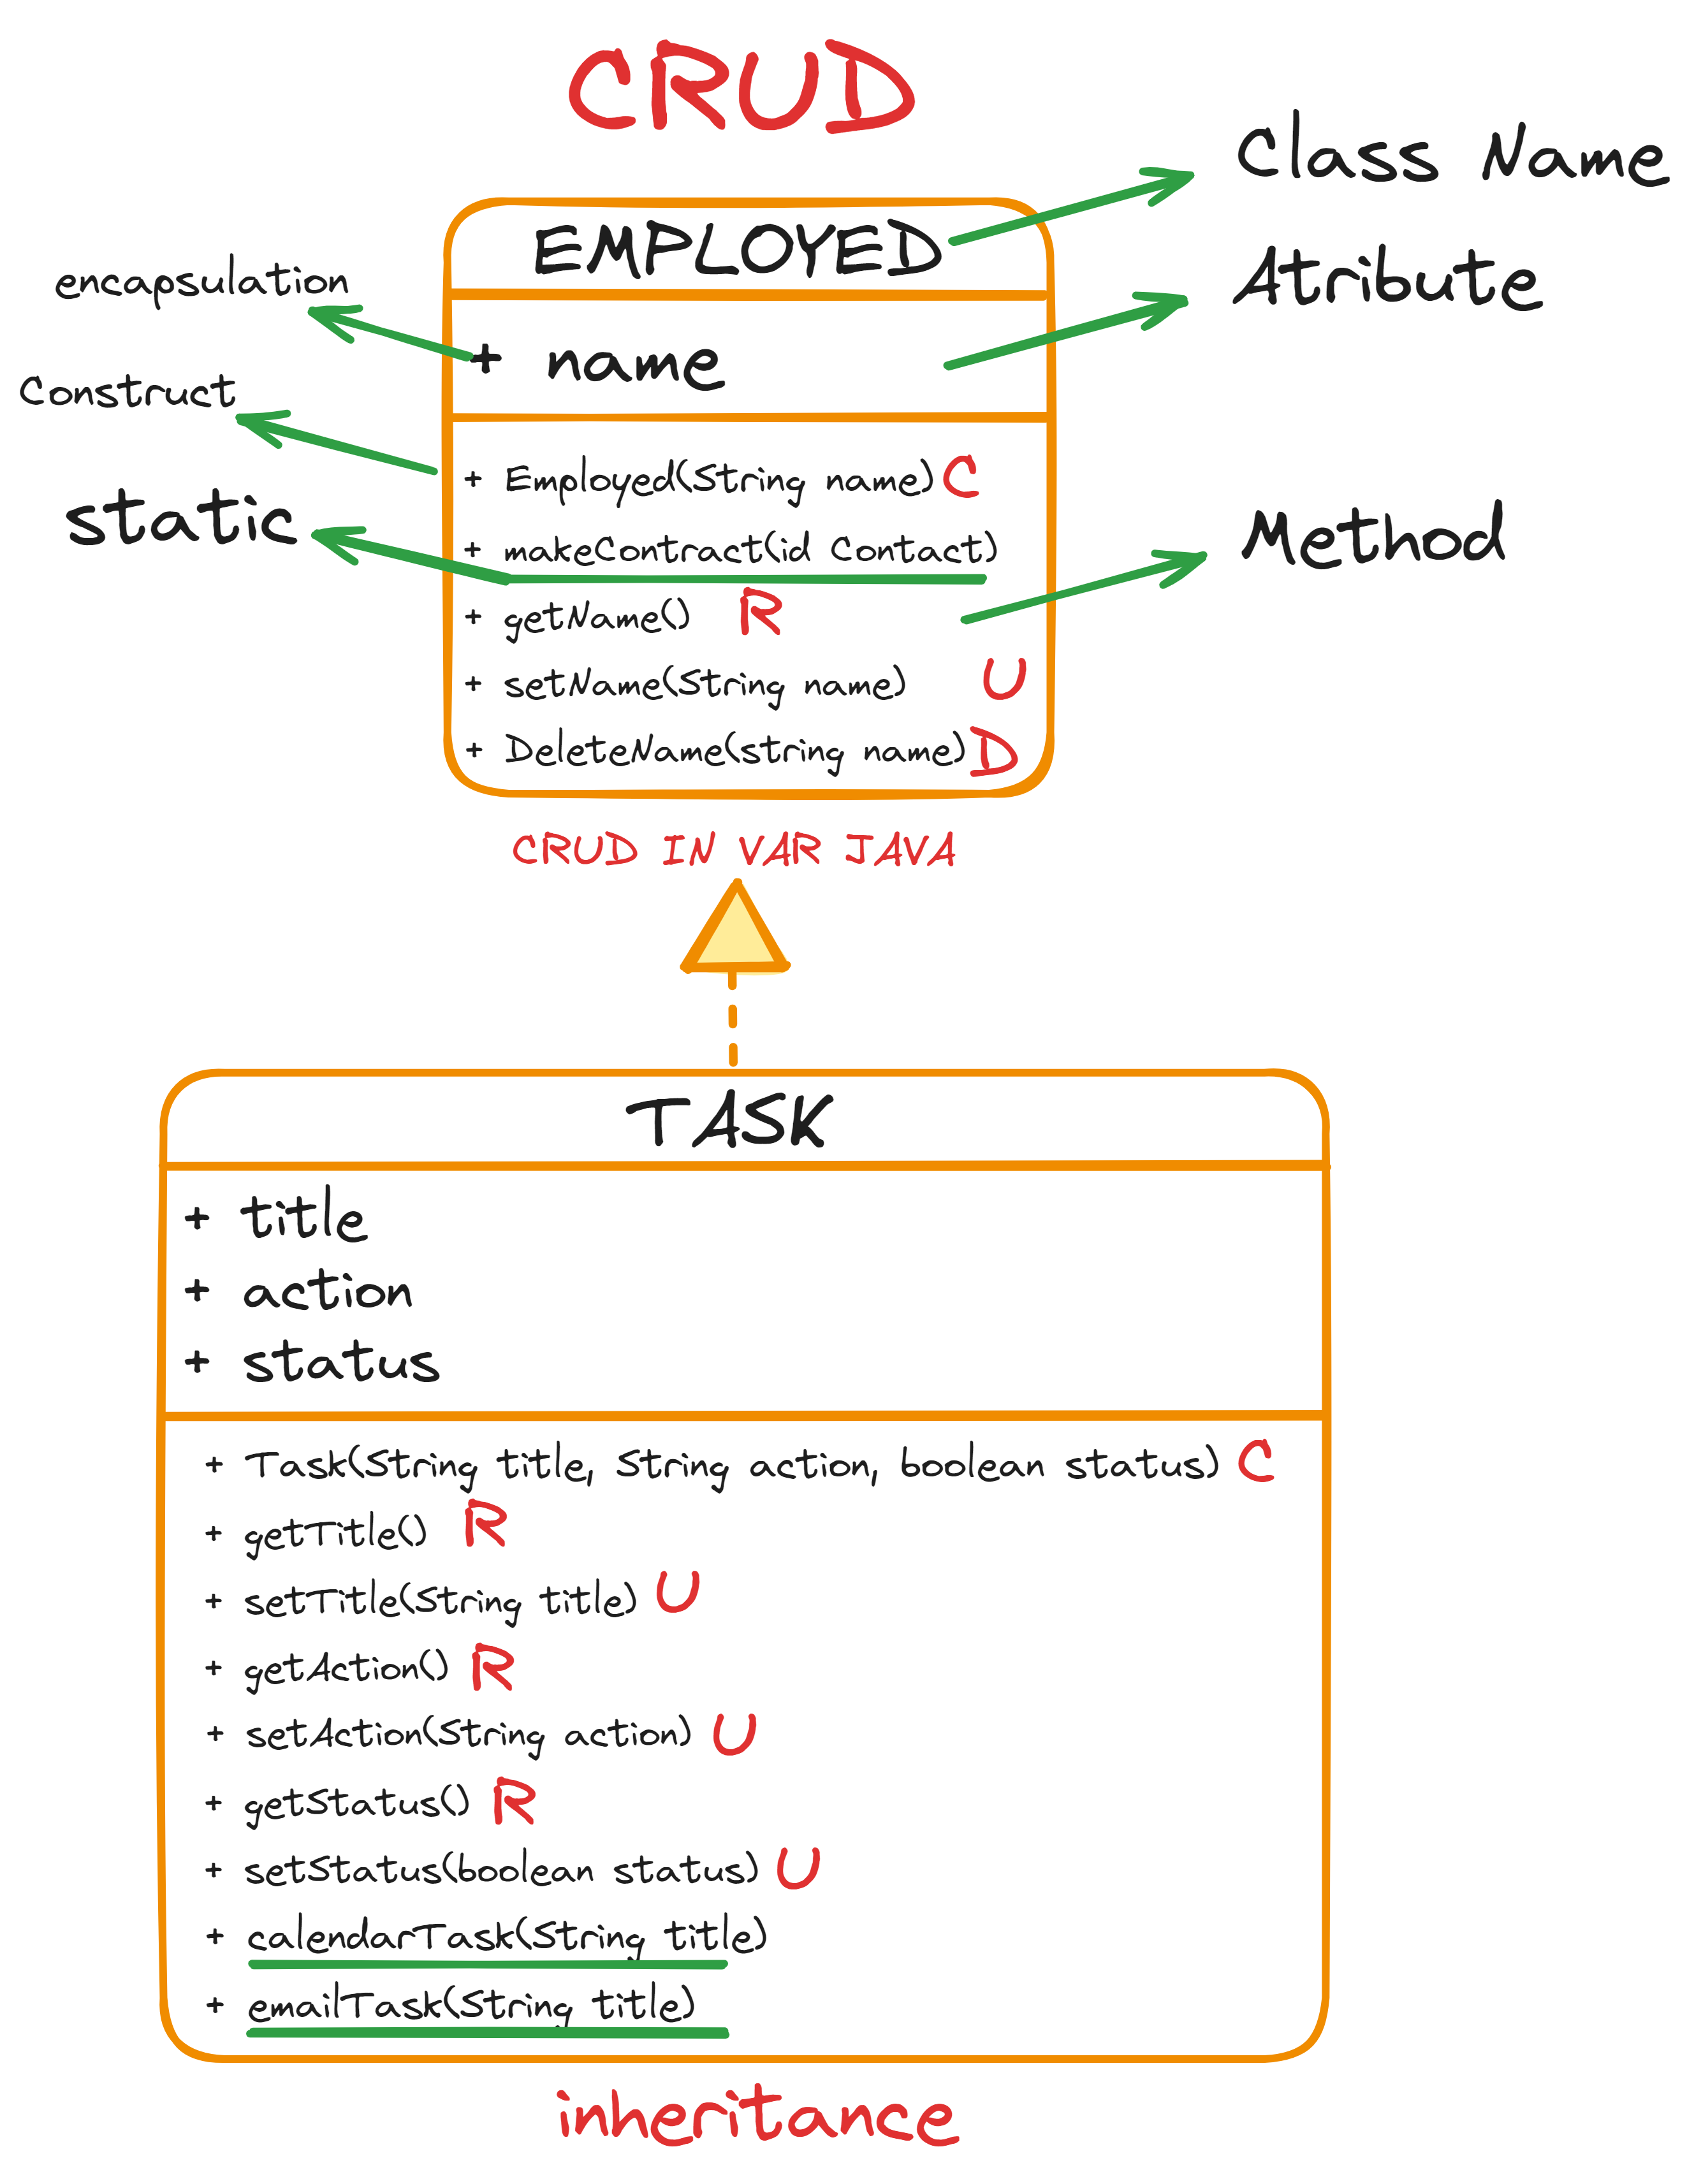 CRUD
Class Name
EMPLOYED
encapsulation
Atribute
+ name
Construct
+ Employed(String name) C
static
+ makeContract(id Contact)
Method
+ getName() R
+ setName(String name) U
+ DeleteName(string name) D
CRUD IN VAR JAVA
TASK
+ title
+ action
+ status
+ Task(String title, String action, boolean status) C
+ getTitle() R
+ setTitle(String title) U
+ getAction() R
+ setAction(String action) U
+ getStatus() R
+ setStatus(boolean status) U
+ calendarTask(String title)
+ emailTask(String title)
inheritance